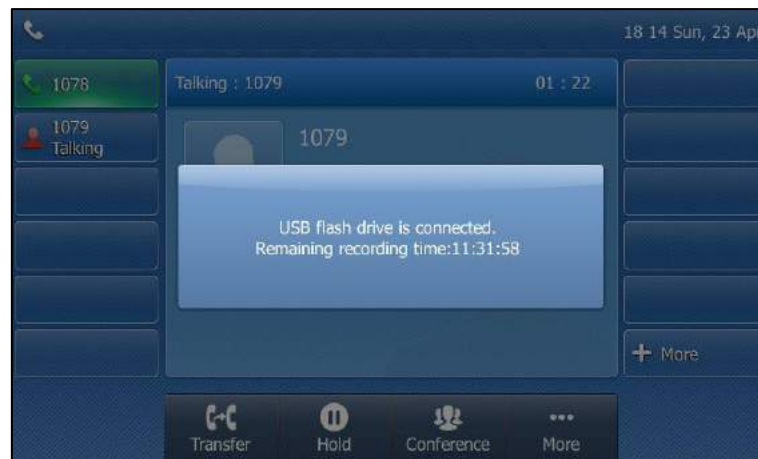 18 14 Sun, 23 Apr
1078
Talking : 1079
01 : 22
1079
Talking
1079
USB flash drive is connected.
Remaining recording time:11:31:58
More
Transfer
Hold
Conference
More